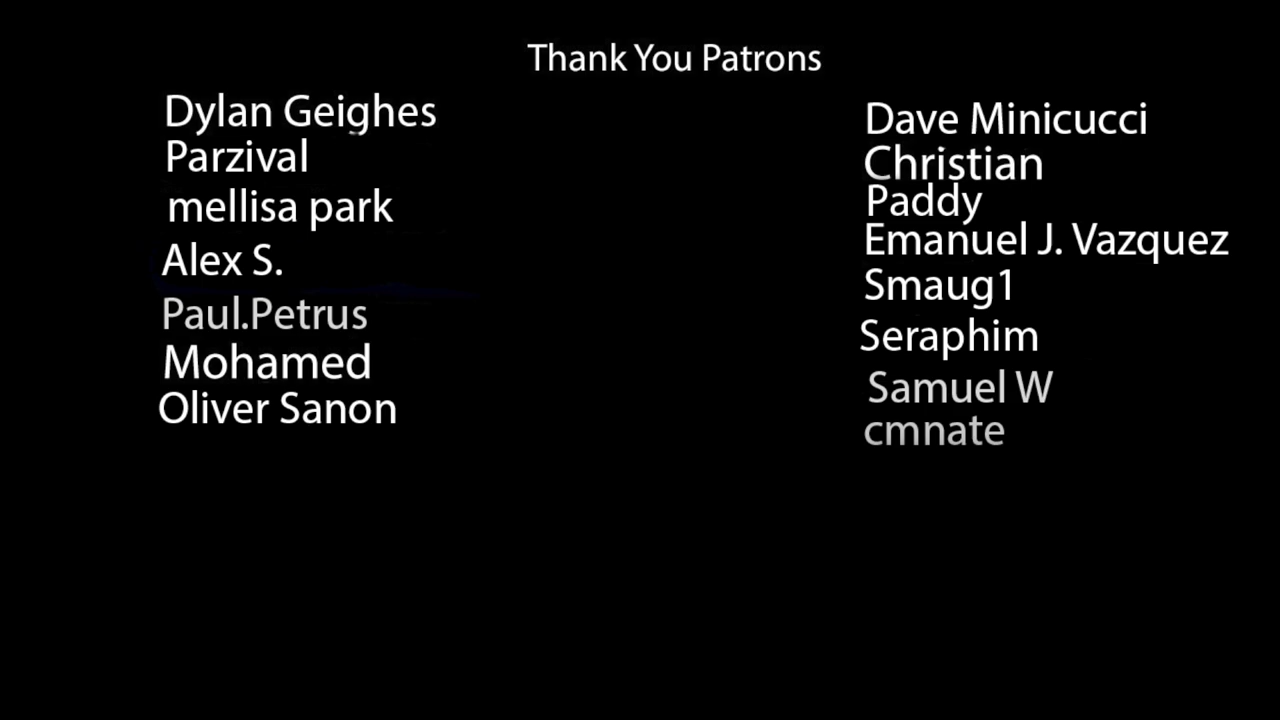 Thank You Patrons
Dylan Geighes
Parzival
mellisa park
Alex S.
Paul.Petrus
Mohamed
Oliver Sanon
Dave Minicucci
Christian
Paddy
Emanuel J. Vazquez
Smaug1
Seraphim
Samuel W
cmnate